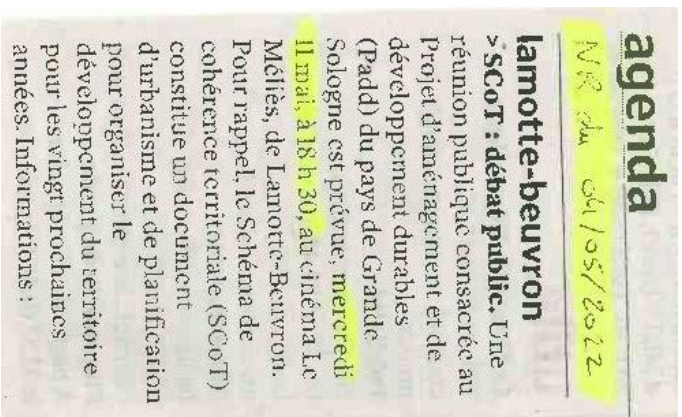 agenda
NR du 04/05/2022
lamotte-beuvron
> SCoT : débat public. Une
réunion publique consacrée au
Projet d'aménagement et de
développement durables
(Padd) du pays de Grande
Sologne est prévue, mercredi
11 mai, à 18 h 30, au cinéma Le
Méliès, de Lamotte-Beuvron.
Pour rappel, le Schéma de
cohérence territoriale (SCoT)
constitue un document
d'urbanisme et de planification
pour organiser le
développement du territoire
pour les vingt prochaines
années. Informations :